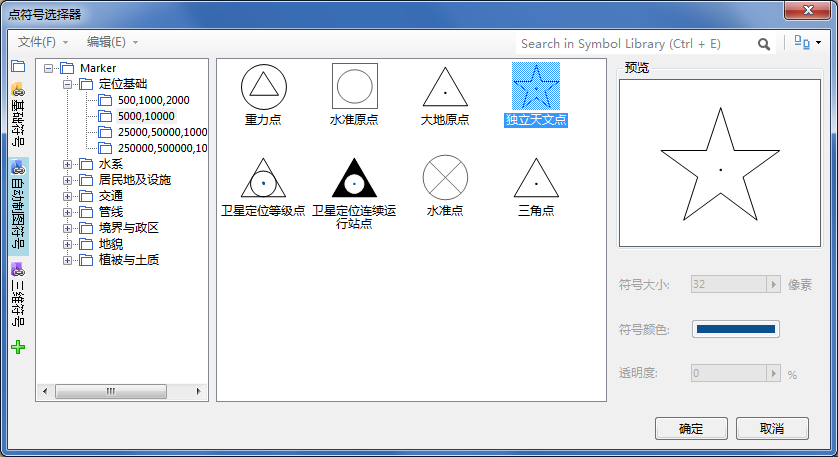 点符号选择器
文件(F)
编辑(E)
Search in Symbol Library (Ctrl + E)
基础符号
自动制图符号
三维符号
Marker
定位基础
500,1000,2000
5000,10000
25000,50000,1000
250000,500000,10
水系
居民地及设施
交通
管线
境界与政区
地貌
植被与土质
重力点
水准原点
大地原点
独立天文点
卫星定位等级点
卫星定位连续运
行站点
水准点
三角点
预览
符号大小:
32
像素
符号颜色:
透明度:
0
%
确定
取消